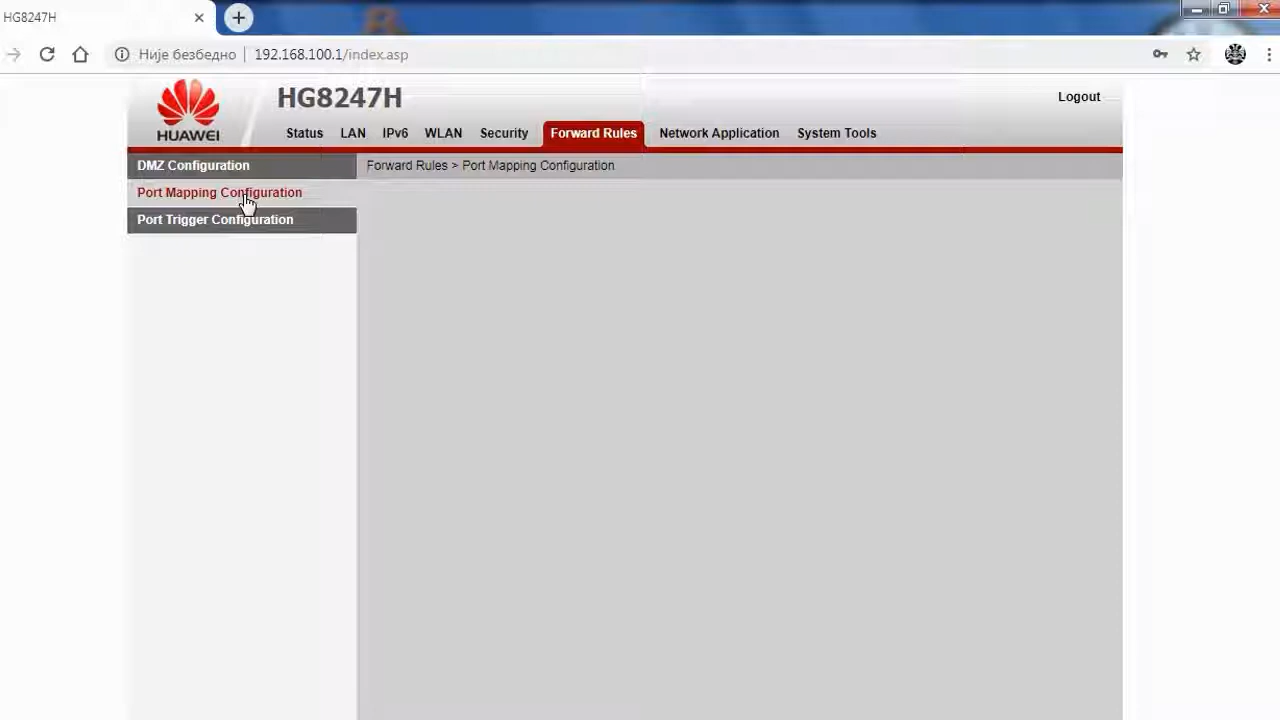 HG8247H
Није безбедно
192.168.100.1/index.asp
HUAWEI
HG8247H
Logout
Status LAN IPv6 WLAN Security Forward Rules Network Application System Tools
DMZ Configuration
Forward Rules > Port Mapping Configuration
Port Mapping Configuration
Port Trigger Configuration